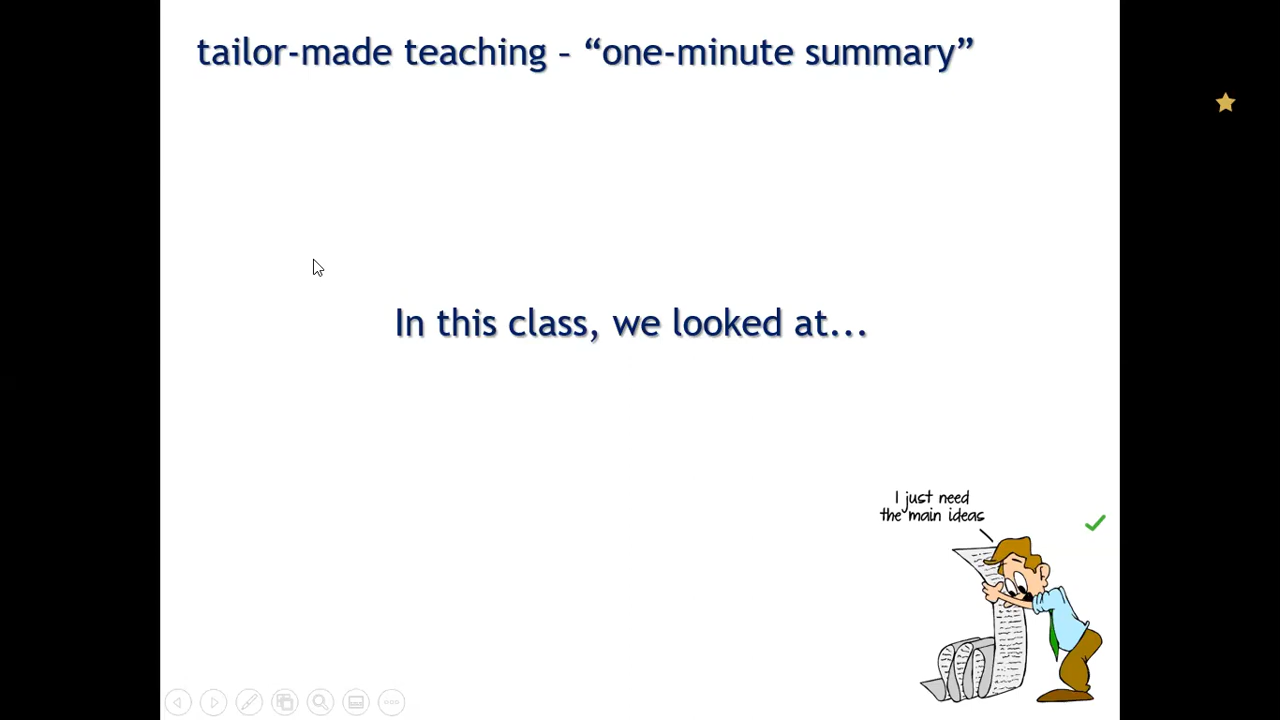 tailor-made teaching – “one-minute summary”
In this class, we looked at...
I just need
the main ideas